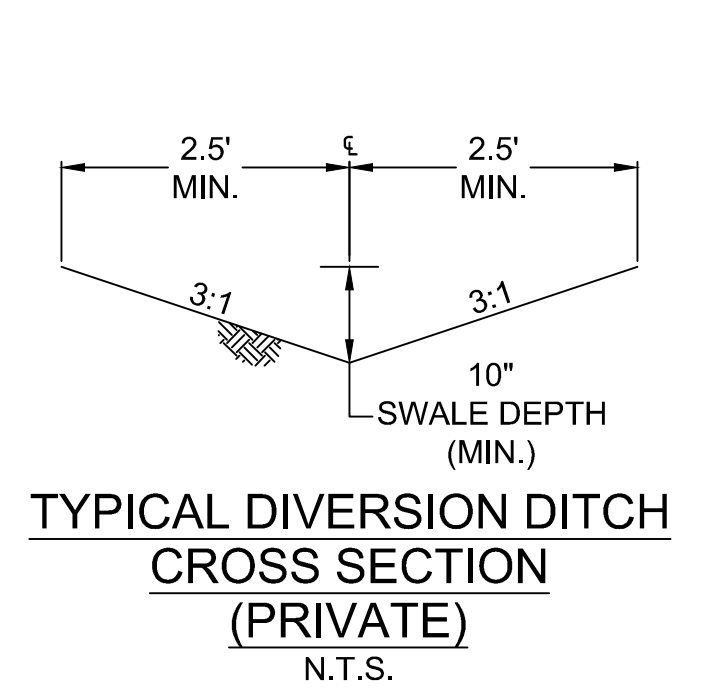 2.5'
MIN.
℄
2.5'
MIN.
3:1
3:1
10"
SWALE DEPTH
(MIN.)
TYPICAL DIVERSION DITCH
CROSS SECTION
(PRIVATE)
N.T.S.